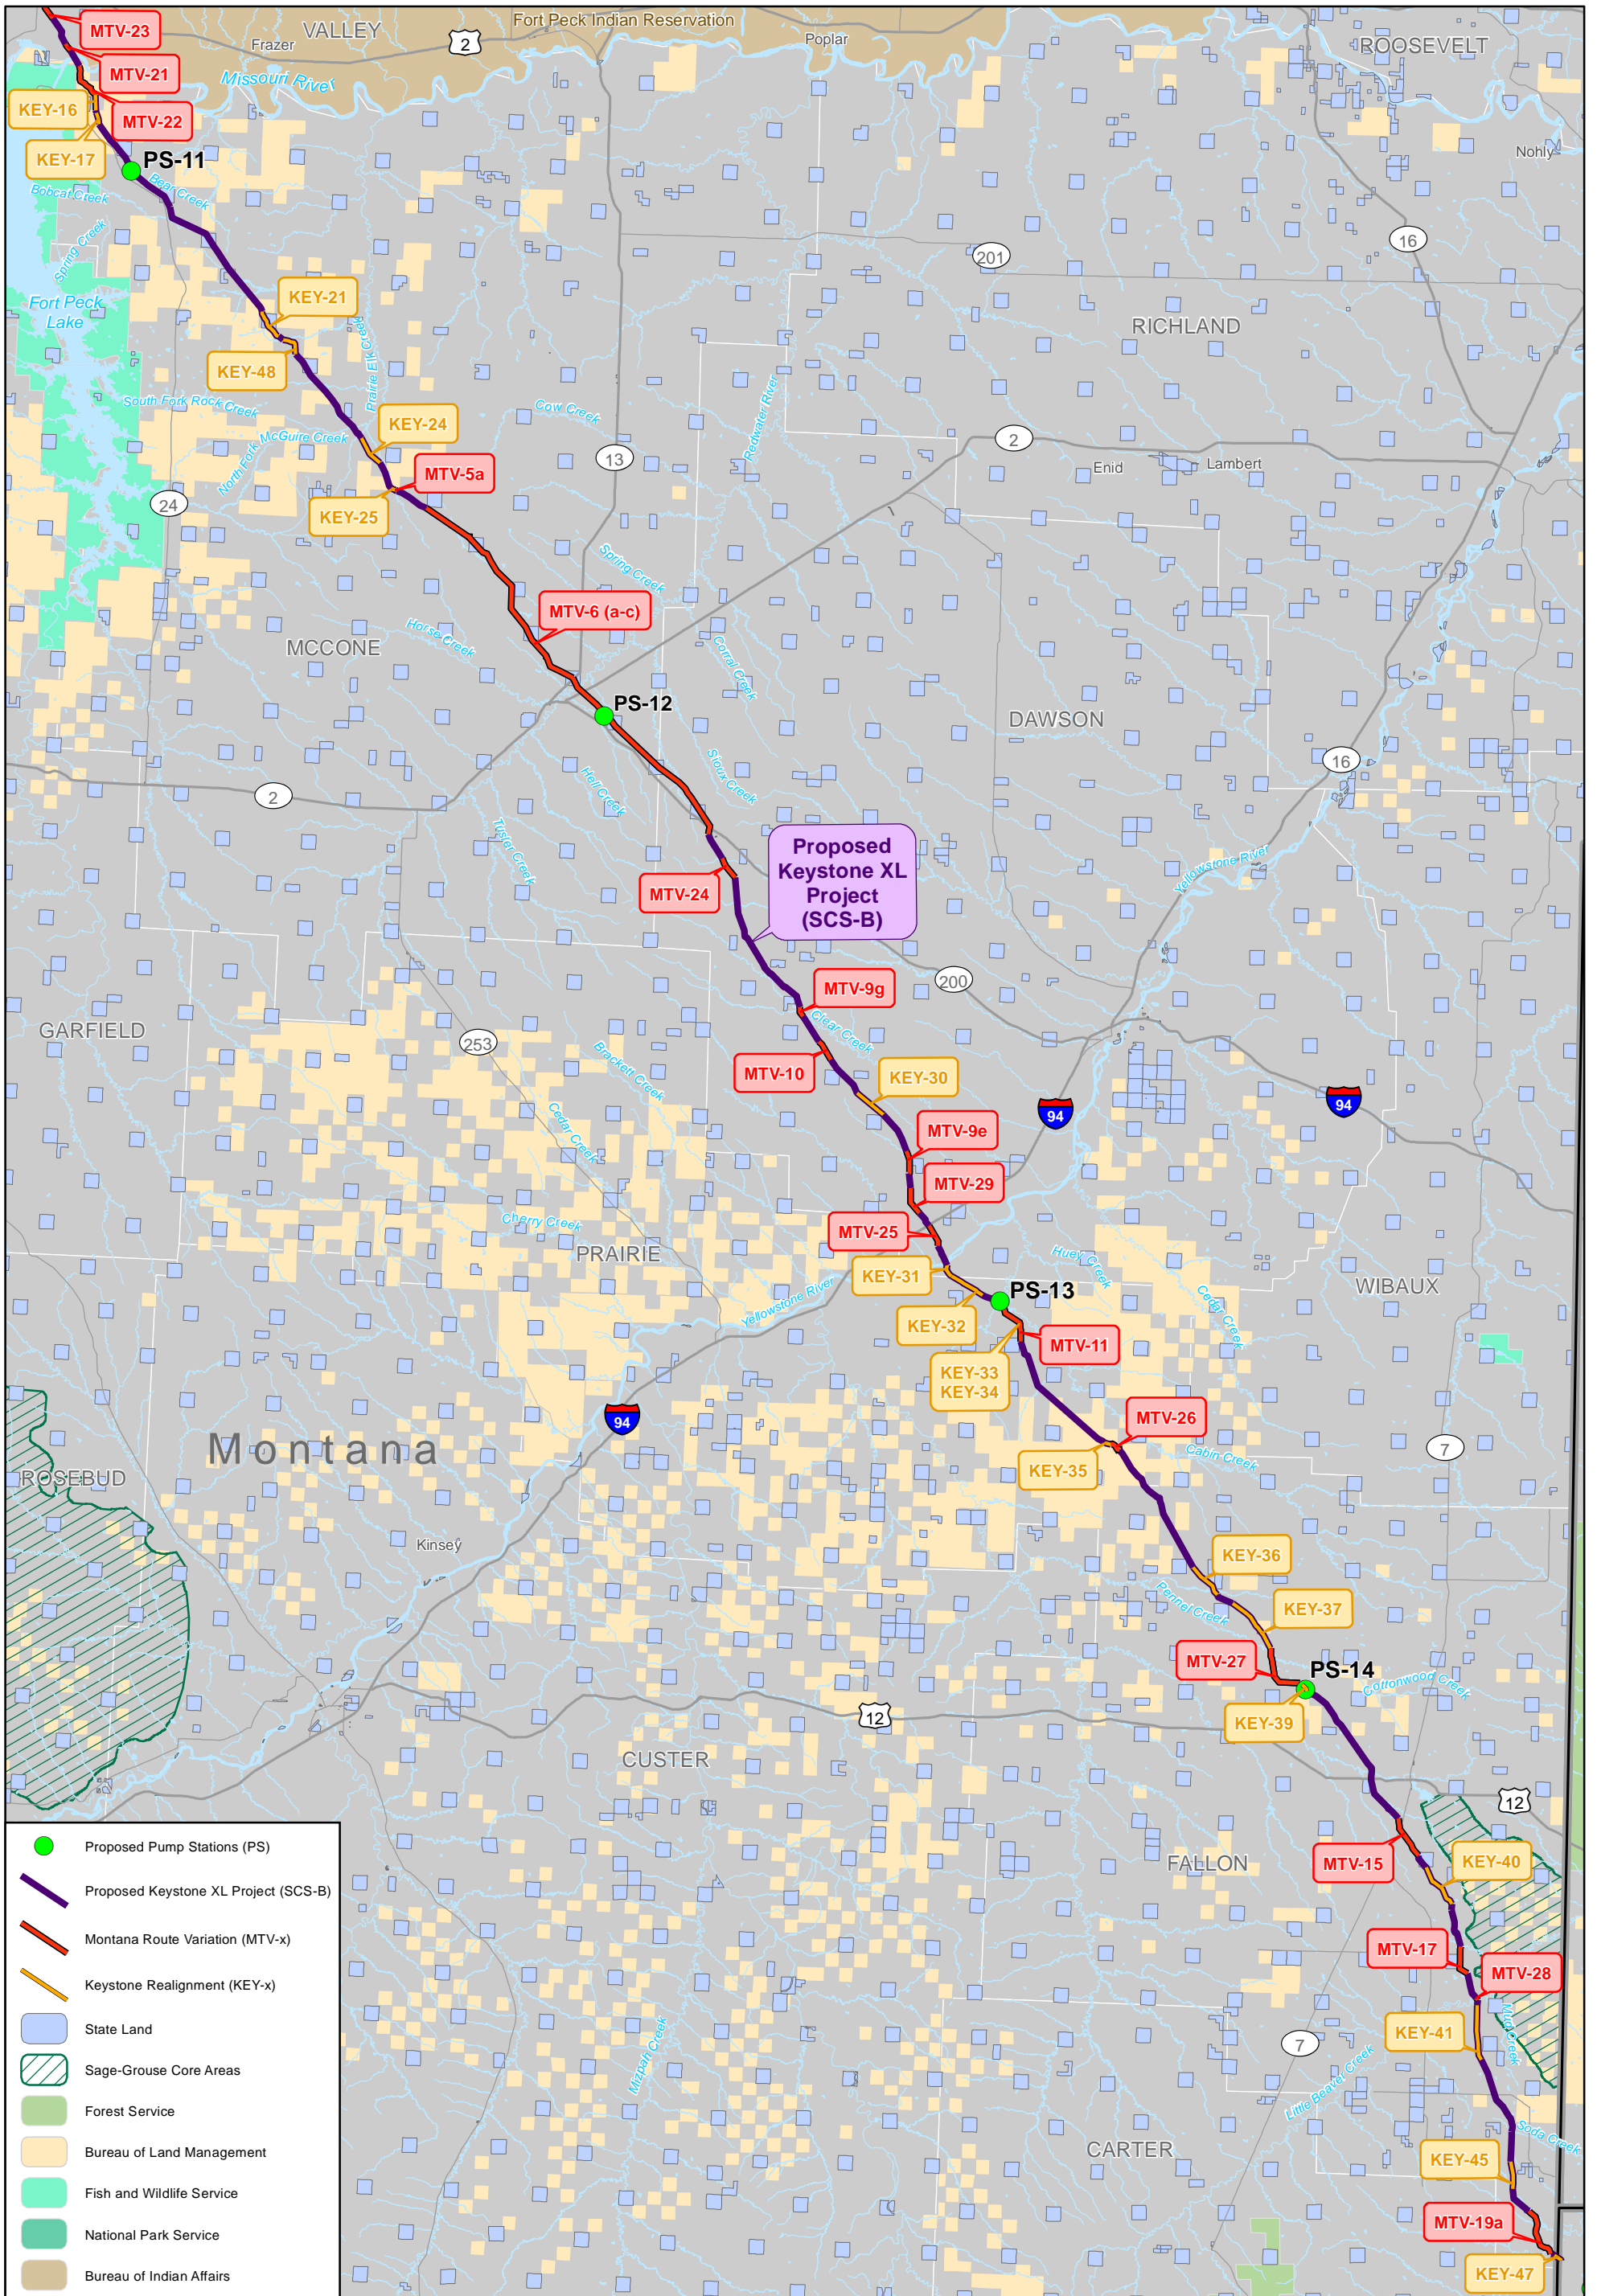 Fort Peck Indian Reservation
VALLEY
MTV-23
Frazer
2
Poplar
ROOSEVELT
MTV-21
Missouri River
KEY-16
MTV-22
KEY-17
PS-11
Nohly
Bear Creek
Bobcat Creek
Spring Creek
16
201
KEY-21
Fort Peck
Lake
RICHLAND
Prairie Elk Creek
KEY-48
South Fork Rock Creek
Cow Creek
Redwater River
KEY-24
North Fork McGuire Creek
2
13
Enid
Lambert
MTV-5a
24
KEY-25
Spring Creek
MTV-6 (a-c)
Horse Creek
MCCONE
Corral Creek
PS-12
DAWSON
16
Sioux Creek
Hell Creek
2
Tusler Creek
Proposed
Keystone XL
Project
(SCS-B)
Yellowstone River
MTV-24
200
MTV-9g
Clear Creek
GARFIELD
253
Brackett Creek
MTV-10
KEY-30
94
94
Cedar Creek
MTV-9e
MTV-29
Cherry Creek
MTV-25
PRAIRIE
Huey Creek
KEY-31
PS-13
WIBAUX
Yellowstone River
Cedar Creek
KEY-32
MTV-11
KEY-33
KEY-34
94
MTV-26
Montana
7
Cabin Creek
ROSEBUD
KEY-35
Kinsey
KEY-36
Pennel Creek
KEY-37
MTV-27
PS-14
Cottonwood Creek
12
KEY-39
CUSTER
12
FALLON
MTV-15
KEY-40
MTV-17
MTV-28
KEY-41
Mud Creek
7
Mizpah Creek
Little Beaver Creek
CARTER
Soda Creek
KEY-45
MTV-19a
KEY-47
Proposed Pump Stations (PS)
Proposed Keystone XL Project (SCS-B)
Montana Route Variation (MTV-x)
Keystone Realignment (KEY-x)
State Land
Sage-Grouse Core Areas
Forest Service
Bureau of Land Management
Fish and Wildlife Service
National Park Service
Bureau of Indian Affairs